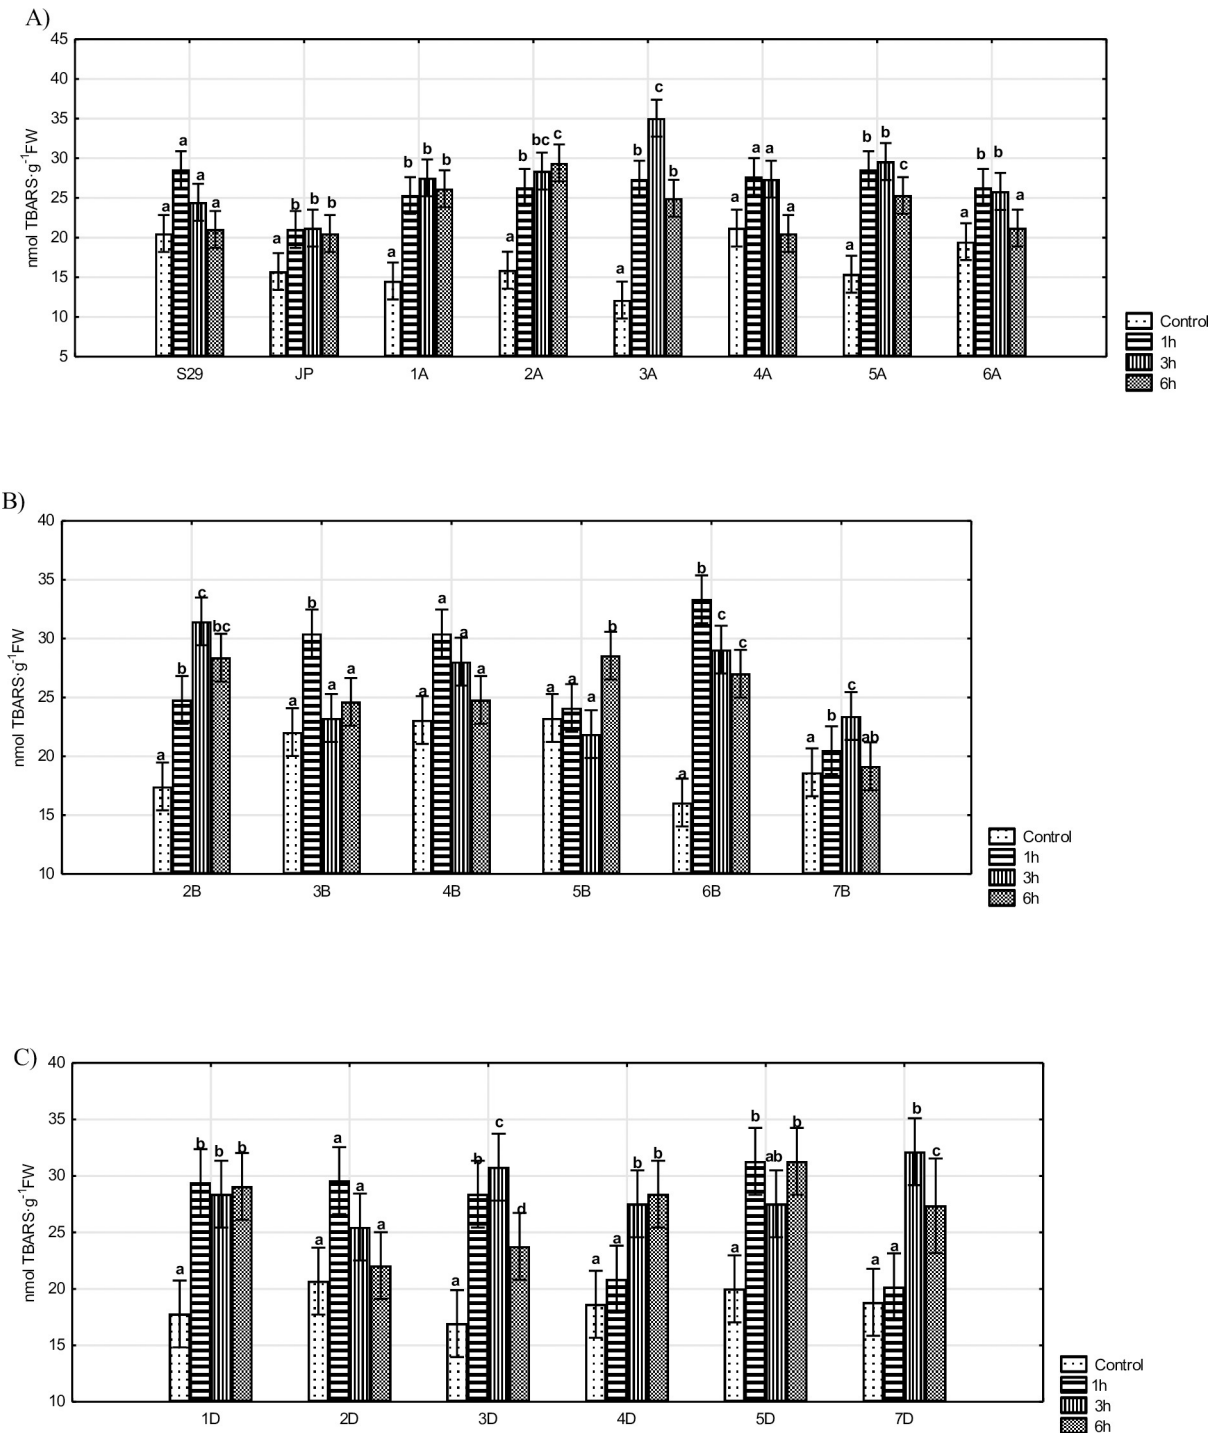 A)
45
40
35
30
25
20
15
10
5
nmol TBARS·g⁻¹FW
a a a a
a b b b
a b b b
a b bc c
a b c b
a a a a
a b b c
a b b a
S29 JP 1A 2A 3A 4A 5A 6A
Control
1h
3h
6h
B)
40
35
30
25
20
15
10
nmol TBARS·g⁻¹FW
a b c bc
a b a a
a a a a
a a a b
a b c c
a b c ab
2B 3B 4B 5B 6B 7B
Control
1h
3h
6h
C)
40
35
30
25
20
15
10
nmol TBARS·g⁻¹FW
a b b b
a a a a
a b c d
a a b b
a b ab b
a a b c
1D 2D 3D 4D 5D 7D
Control
1h
3h
6h